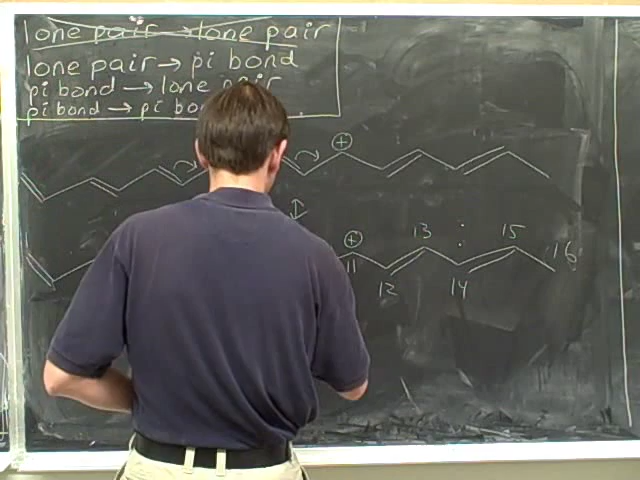 lone pair → lone pair
lone pair → pi bond
pi bond → lone pair
pi bond → pi bo
⊕
⊕
13 : 15 16
11 12 14